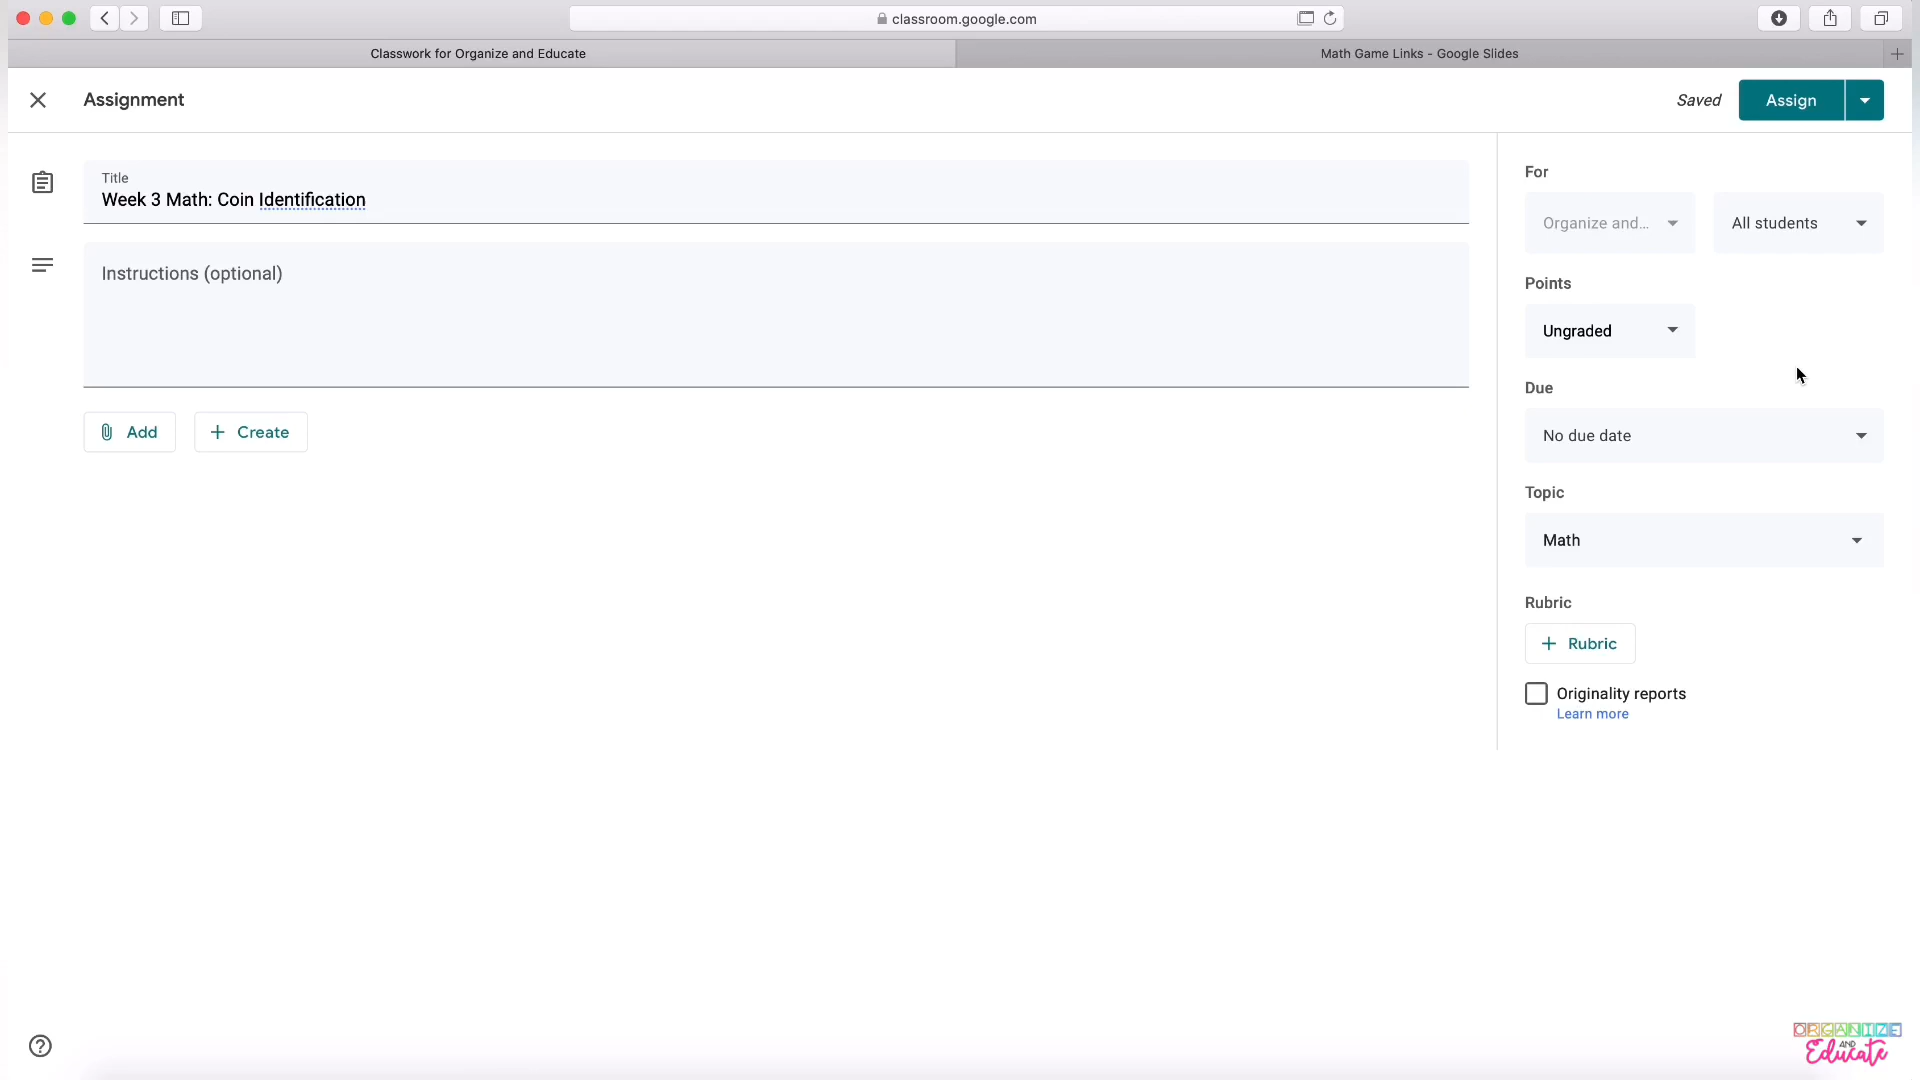 classroom.google.com
Classwork for Organize and Educate
Math Game Links - Google Slides
Assignment
Saved
Assign
Title
Week 3 Math: Coin Identification
Instructions (optional)
Add
Create
For
Organize and...
All students
Points
Ungraded
Due
No due date
Topic
Math
Rubric
Rubric
Originality reports
Learn more
ORGANIZE
AND
Educate